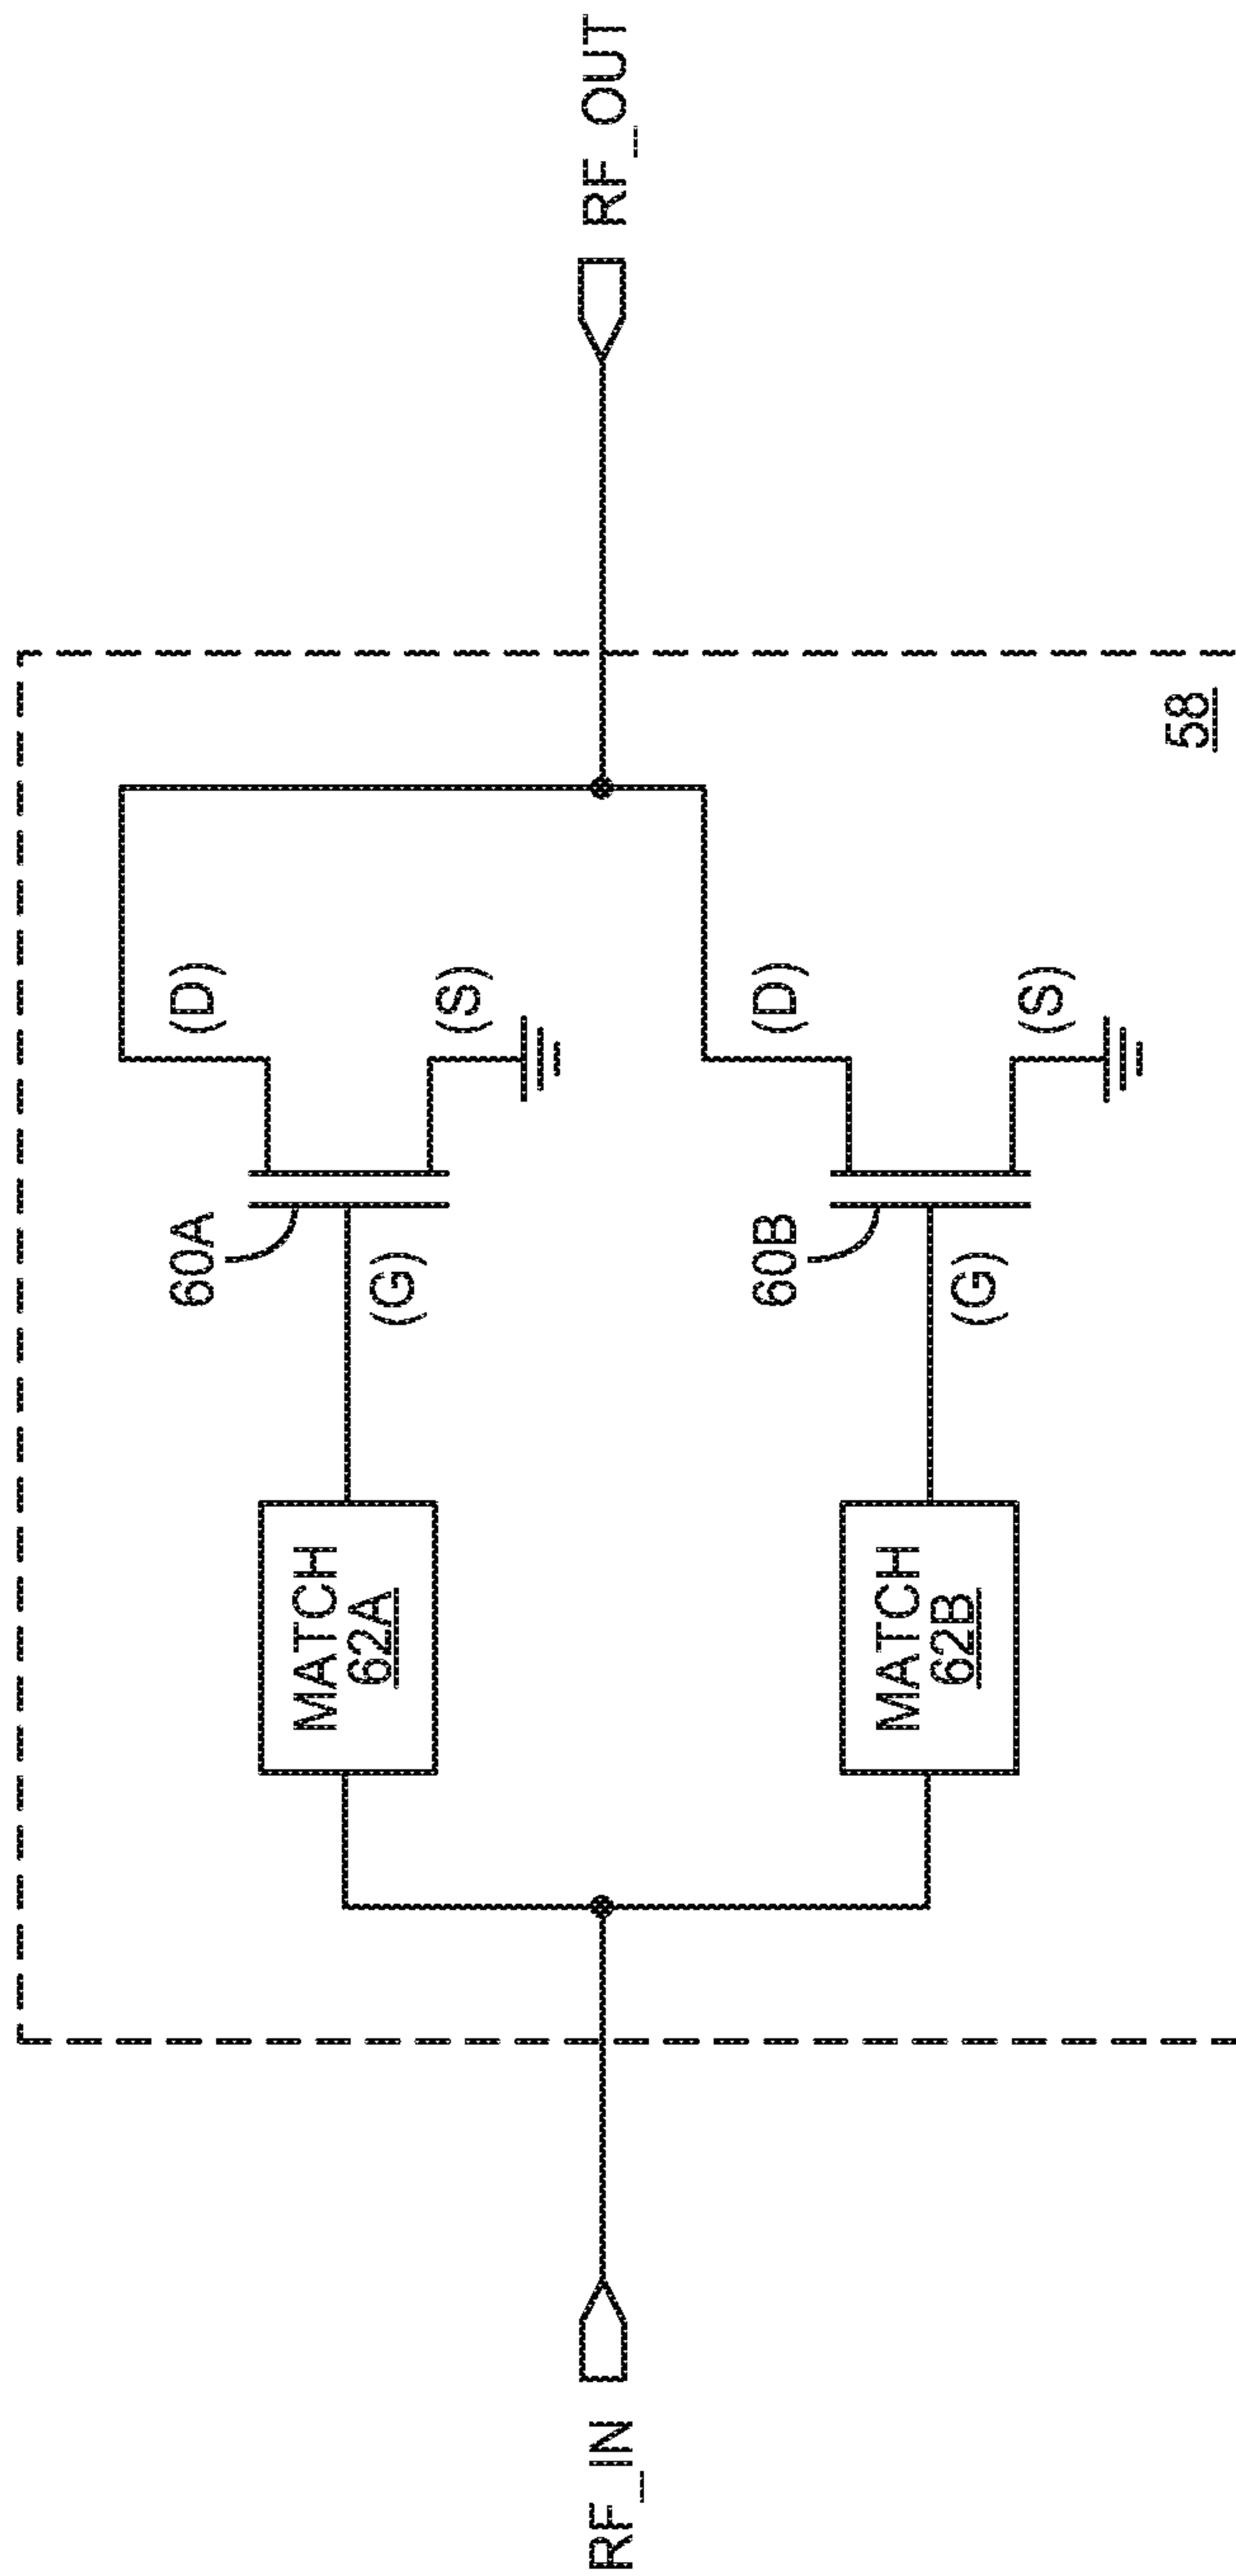 RF_IN
MATCH
62A
60A
(G)
(D)
(S)
MATCH
62B
60B
(G)
(D)
(S)
58
RF_OUT